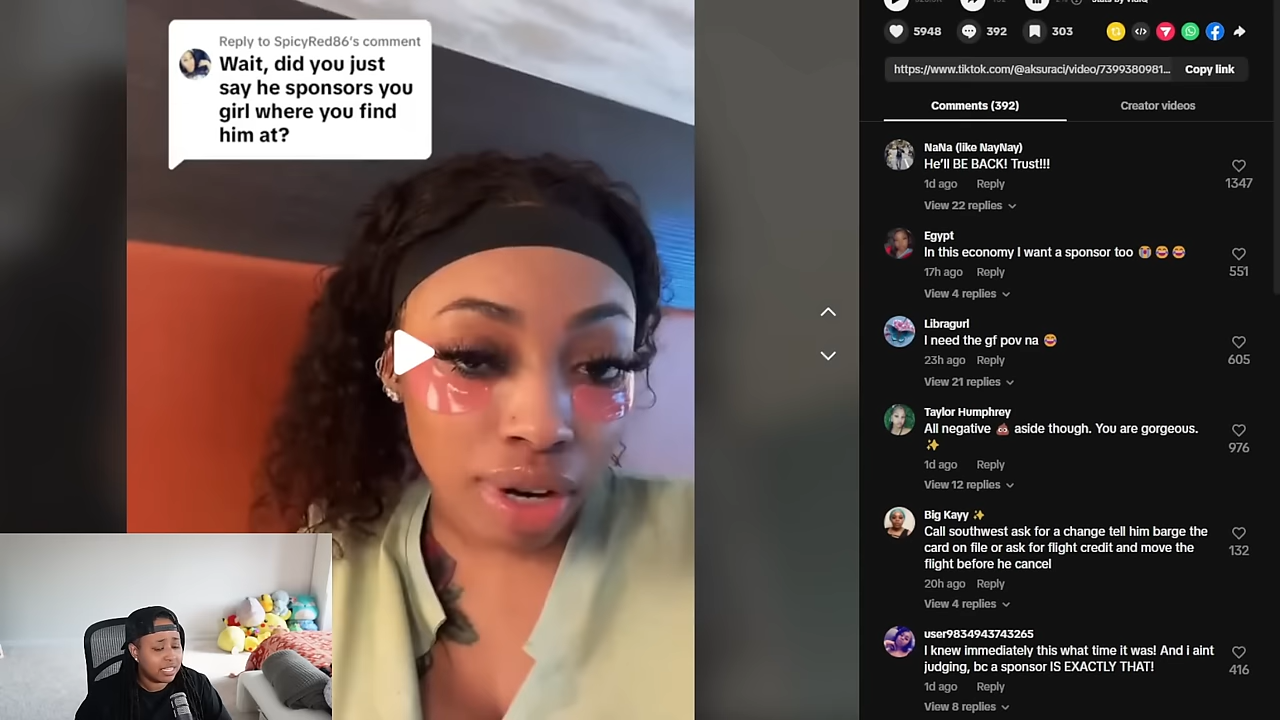 Reply to SpicyRed86's comment
Wait, did you just
say he sponsors you
girl where you find
him at?
5948
392
303
https://www.tiktok.com/@aksuraci/video/7399380981...
Copy link
Comments (392)
Creator videos
NaNa (like NayNay)
He'll BE BACK! Trust!!!
1d ago Reply
1347
View 22 replies
Egypt
In this economy I want a sponsor too 😭😂😂
17h ago Reply
551
View 4 replies
Libragurl
I need the gf pov na 😂
23h ago Reply
605
View 21 replies
Taylor Humphrey
All negative 💩 aside though. You are gorgeous.
✨
1d ago Reply
976
View 12 replies
Big Kayy ✨
Call southwest ask for a change tell him barge the
card on file or ask for flight credit and move the
flight before he cancel
20h ago Reply
132
View 4 replies
user9834943743265
I knew immediately this what time it was! And i aint
judging, bc a sponsor IS EXACTLY THAT!
1d ago Reply
416
View 8 replies